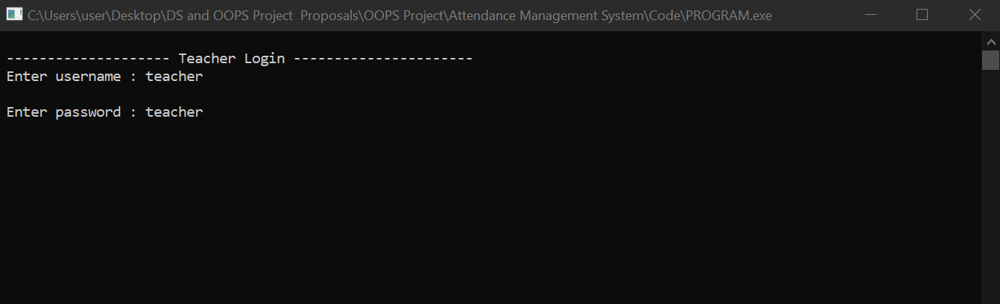 C:\Users\user\Desktop\DS and OOPS Project  Proposals\OOPS Project\Attendance Management System\Code\PROGRAM.exe
-------------------- Teacher Login ----------------------
Enter username : teacher
Enter password : teacher